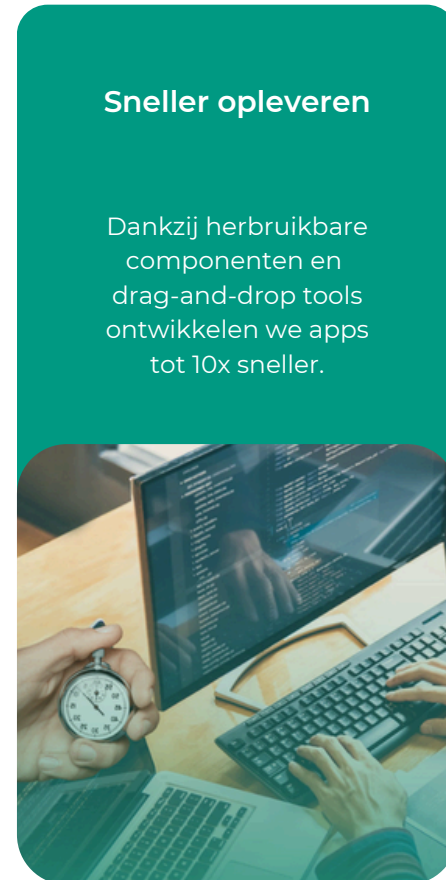 Sneller opleveren
Dankzij herbruikbare
componenten en
drag-and-drop tools
ontwikkelen we apps
tot 10x sneller.